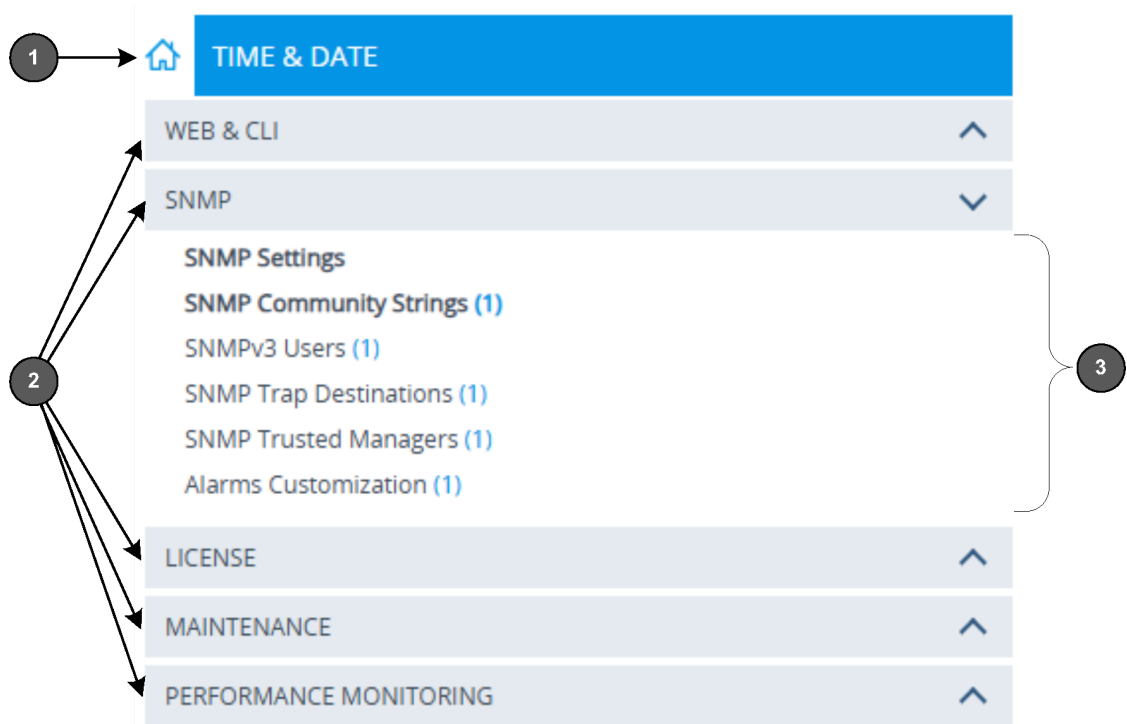 1
TIME & DATE
WEB & CLI
SNMP
SNMP Settings
SNMP Community Strings (1)
SNMPv3 Users (1)
SNMP Trap Destinations (1)
SNMP Trusted Managers (1)
Alarms Customization (1)
3
2
LICENSE
MAINTENANCE
PERFORMANCE MONITORING